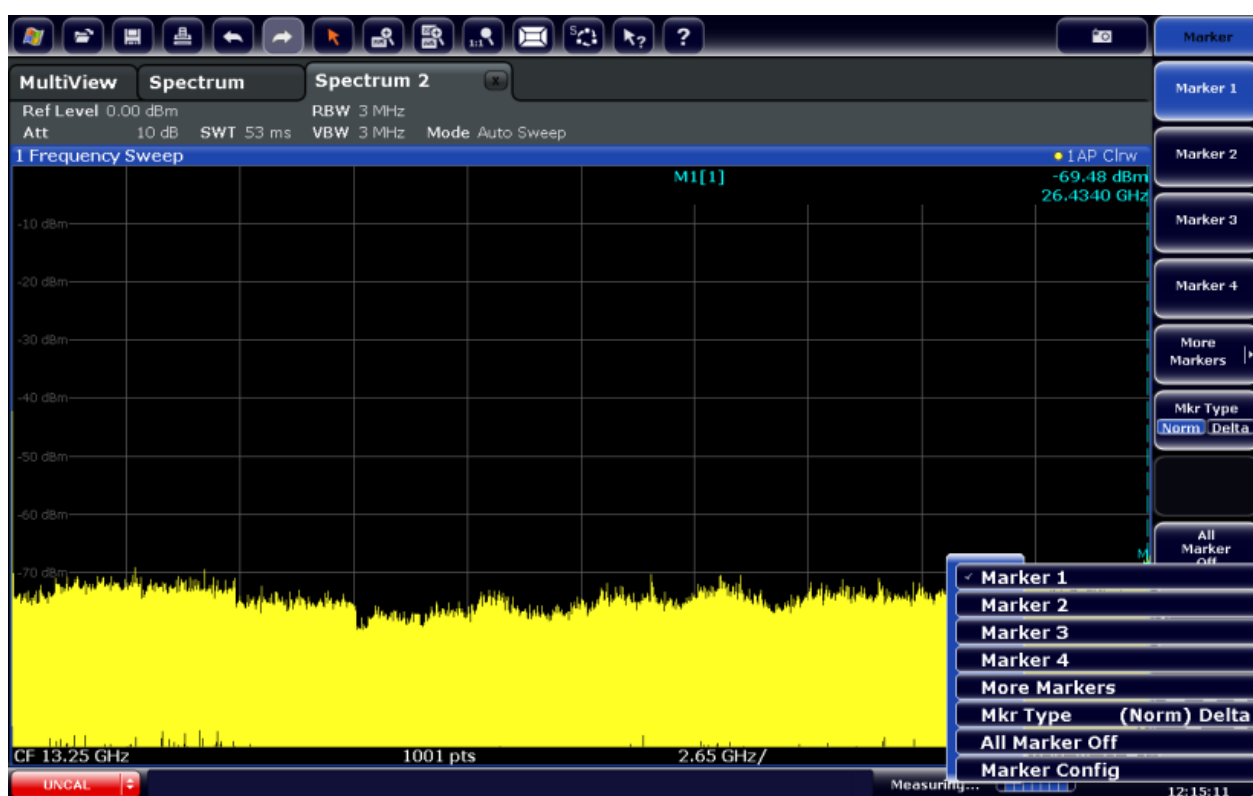 1:1
S
?
?
Marker
MultiView
Spectrum
Spectrum 2
x
Ref Level 0.00 dBm
RBW 3 MHz
Att 10 dB SWT 53 ms VBW 3 MHz Mode Auto Sweep
1 Frequency Sweep
1AP Clrw
M1[1]
-69.48 dBm
26.4340 GHz
-10 dBm
-20 dBm
-30 dBm
-40 dBm
-50 dBm
-60 dBm
-70 dBm
M
CF 13.25 GHz
1001 pts
2.65 GHz/
Marker 1
Marker 2
Marker 3
Marker 4
More
Markers
Mkr Type
Norm Delta
All
Marker
Off
Marker 1
Marker 2
Marker 3
Marker 4
More Markers
Mkr Type (Norm) Delta
All Marker Off
Marker Config
UNCAL
Measuring...
12:15:11